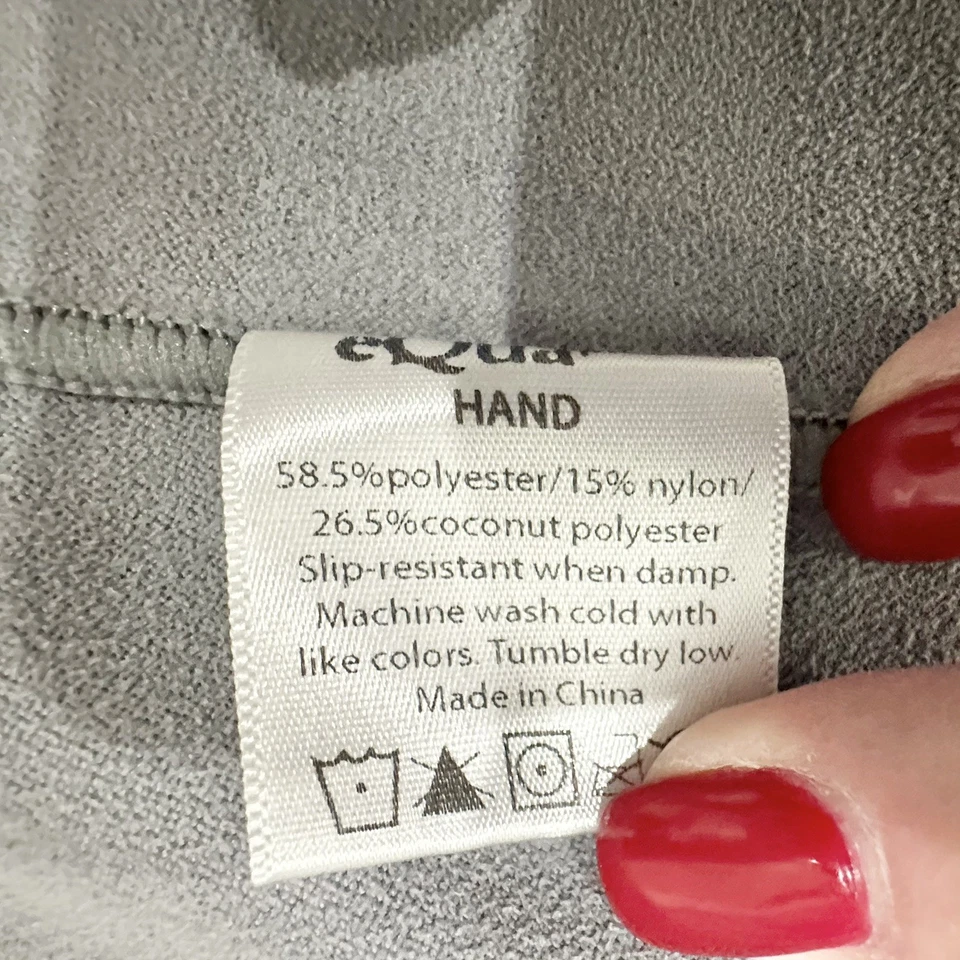 eQua
HAND
58.5%polyester/15% nylon/
26.5%coconut polyester
Slip-resistant when damp.
Machine wash cold with
like colors. Tumble dry low.
Made in China